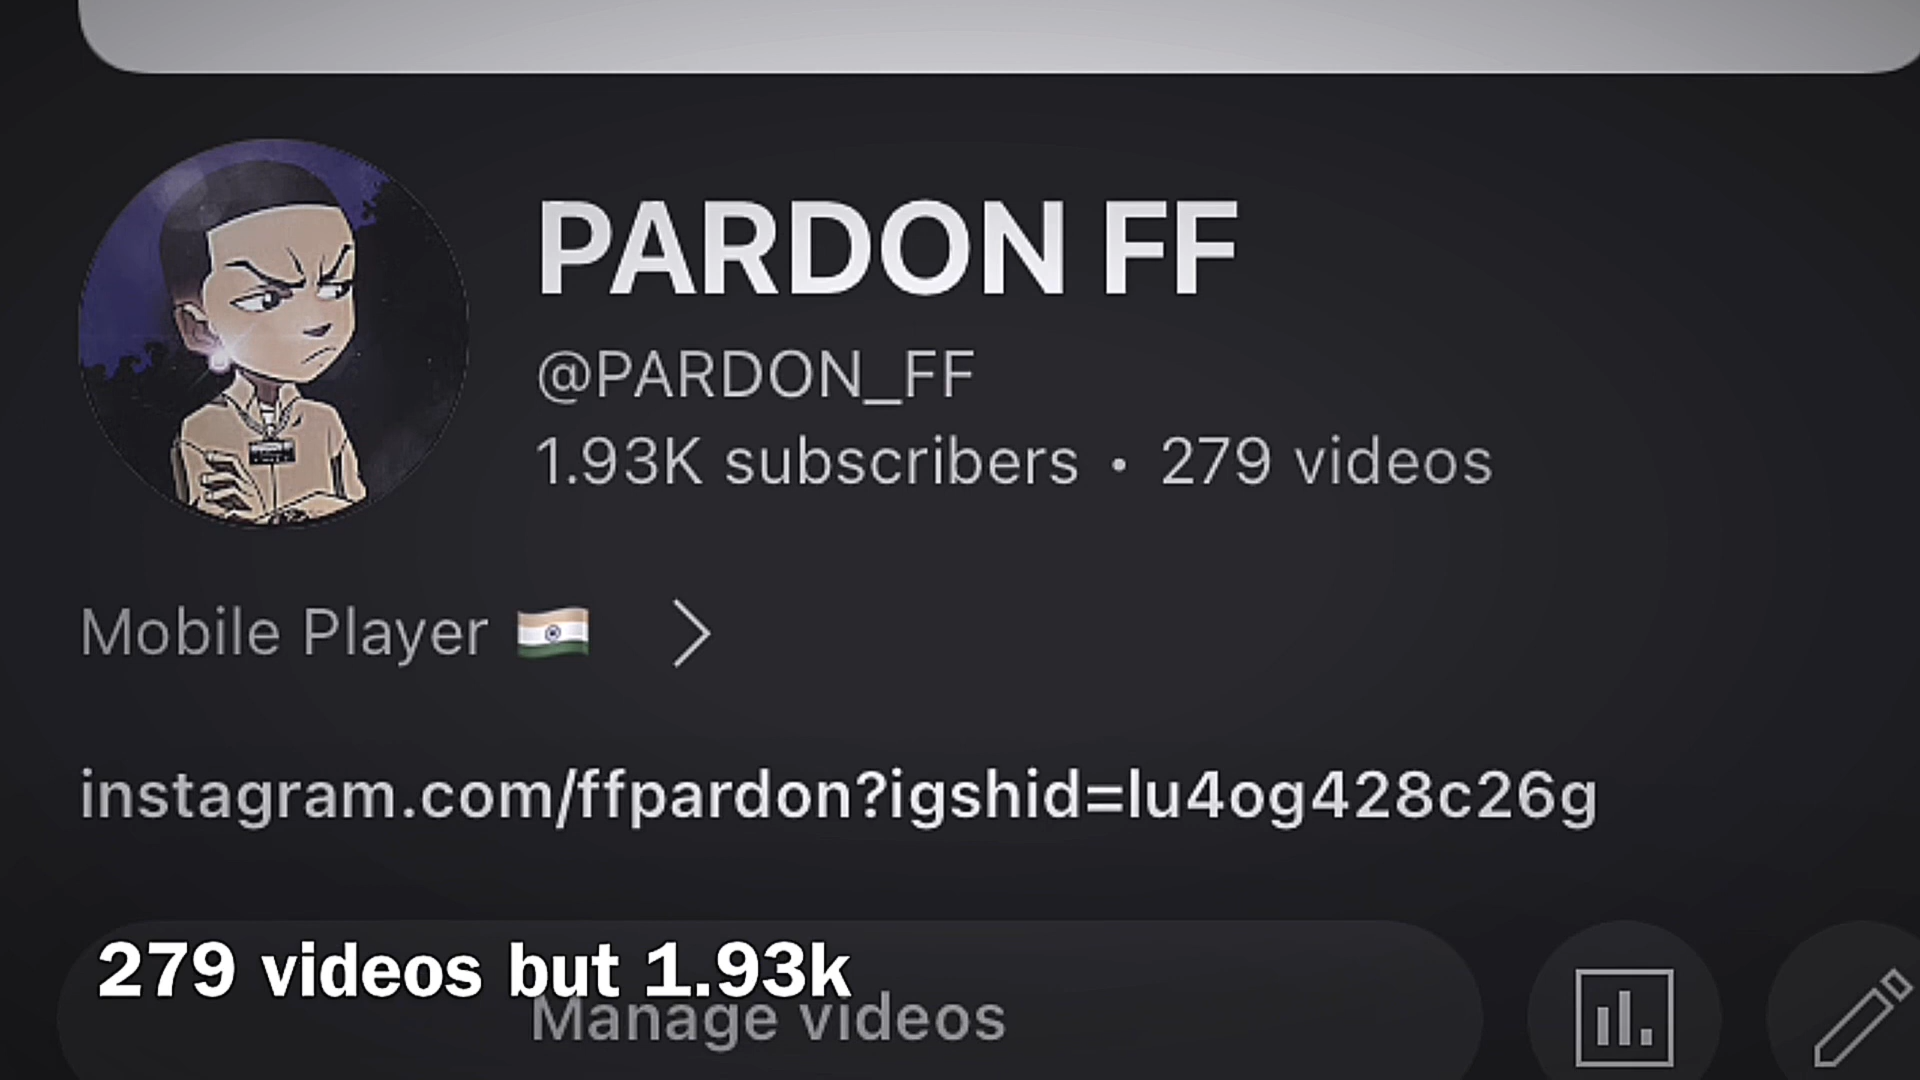 PARDON FF
@PARDON_FF
1.93K subscribers • 279 videos
Mobile Player 🇮🇳 >
instagram.com/ffpardon?igshid=lu4og428c26g
279 videos but 1.93k
Manage videos